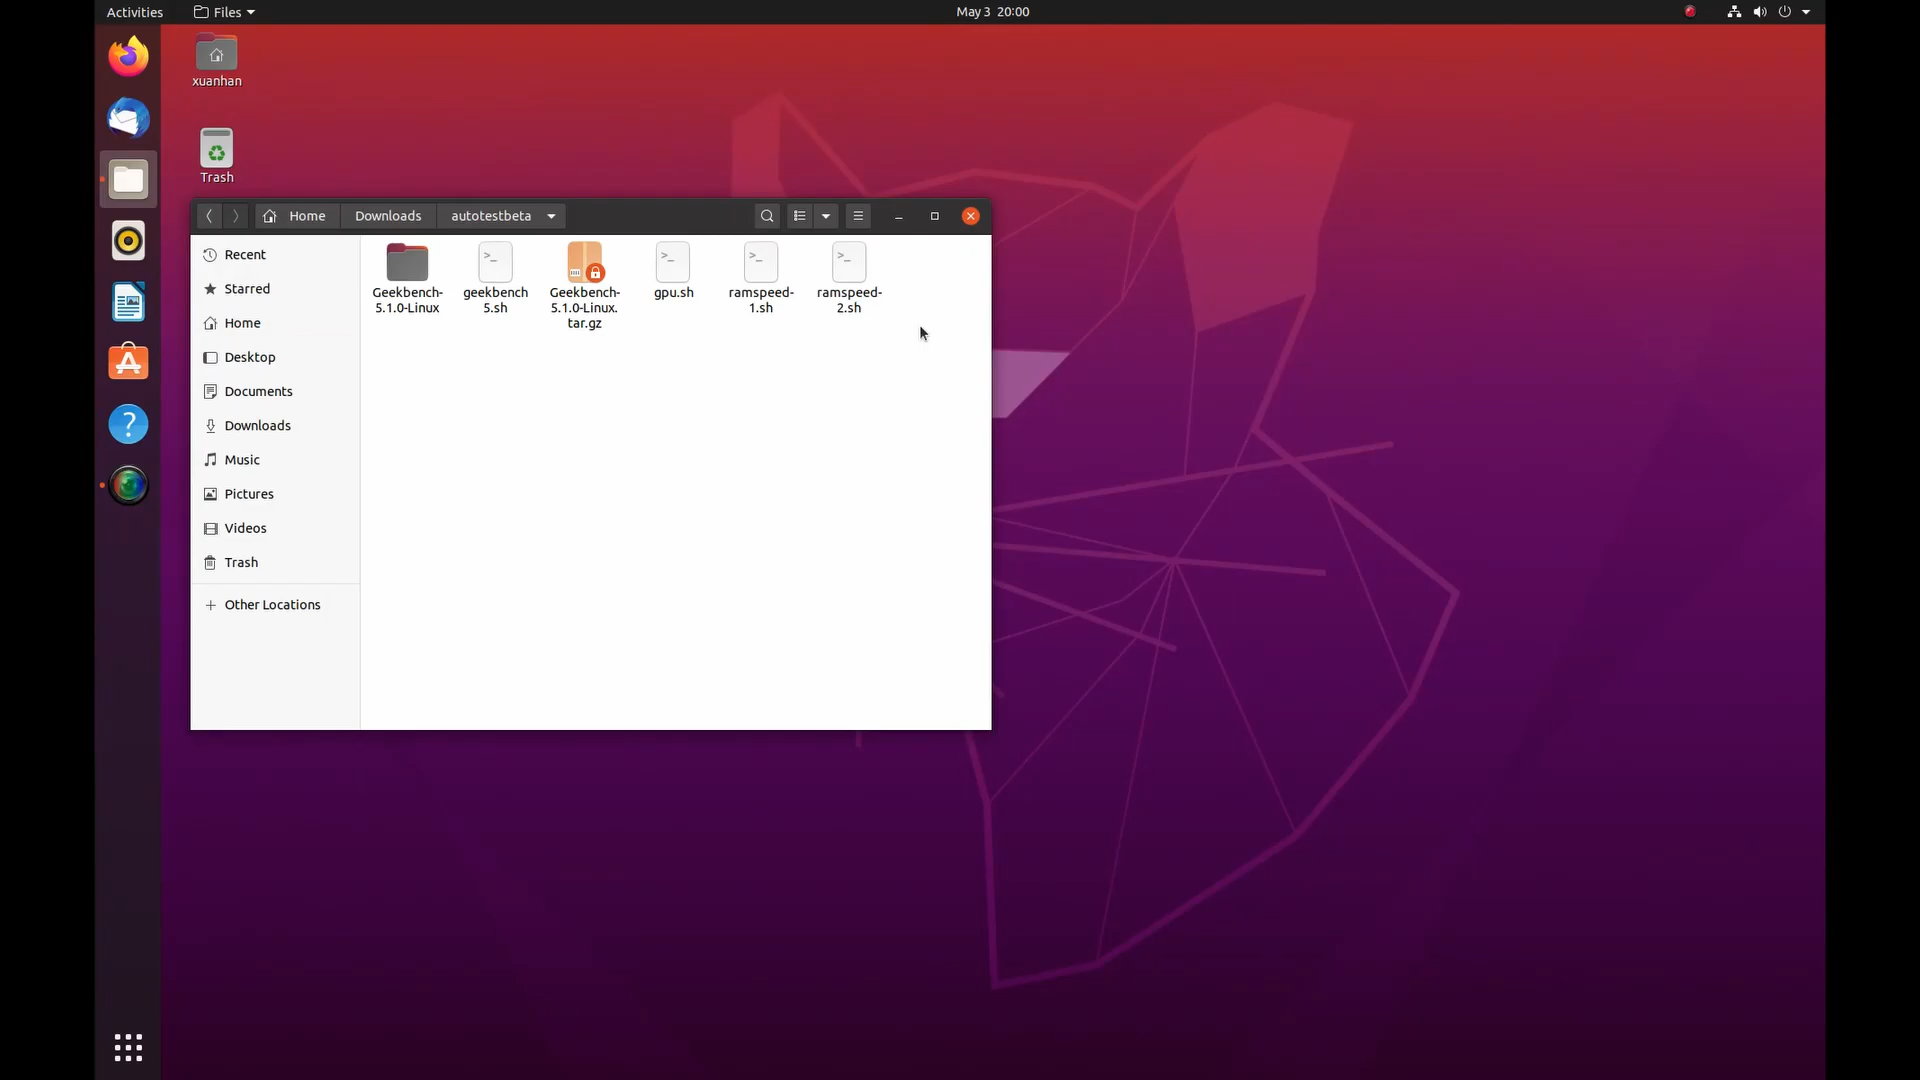 Activities
Files
May 3 20:00
xuanhan
Trash
Home
Downloads
autotestbeta
Recent
Starred
Home
Desktop
Documents
Downloads
Music
Pictures
Videos
Trash
Other Locations
Geekbench-
5.1.0-Linux
geekbench
5.sh
Geekbench-
5.1.0-Linux.
tar.gz
gpu.sh
ramspeed-
1.sh
ramspeed-
2.sh